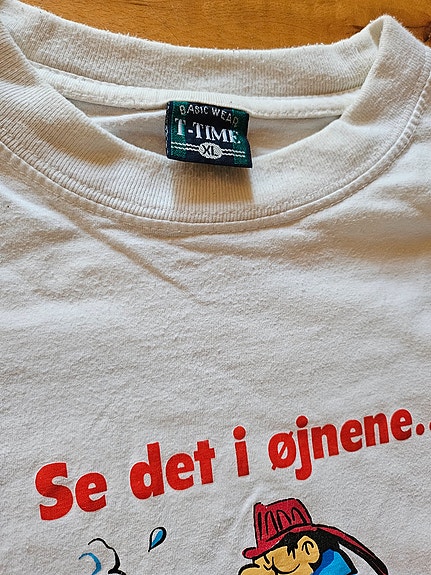 BASIC WEAR
T-TIME
XL
Se det i øjnene..